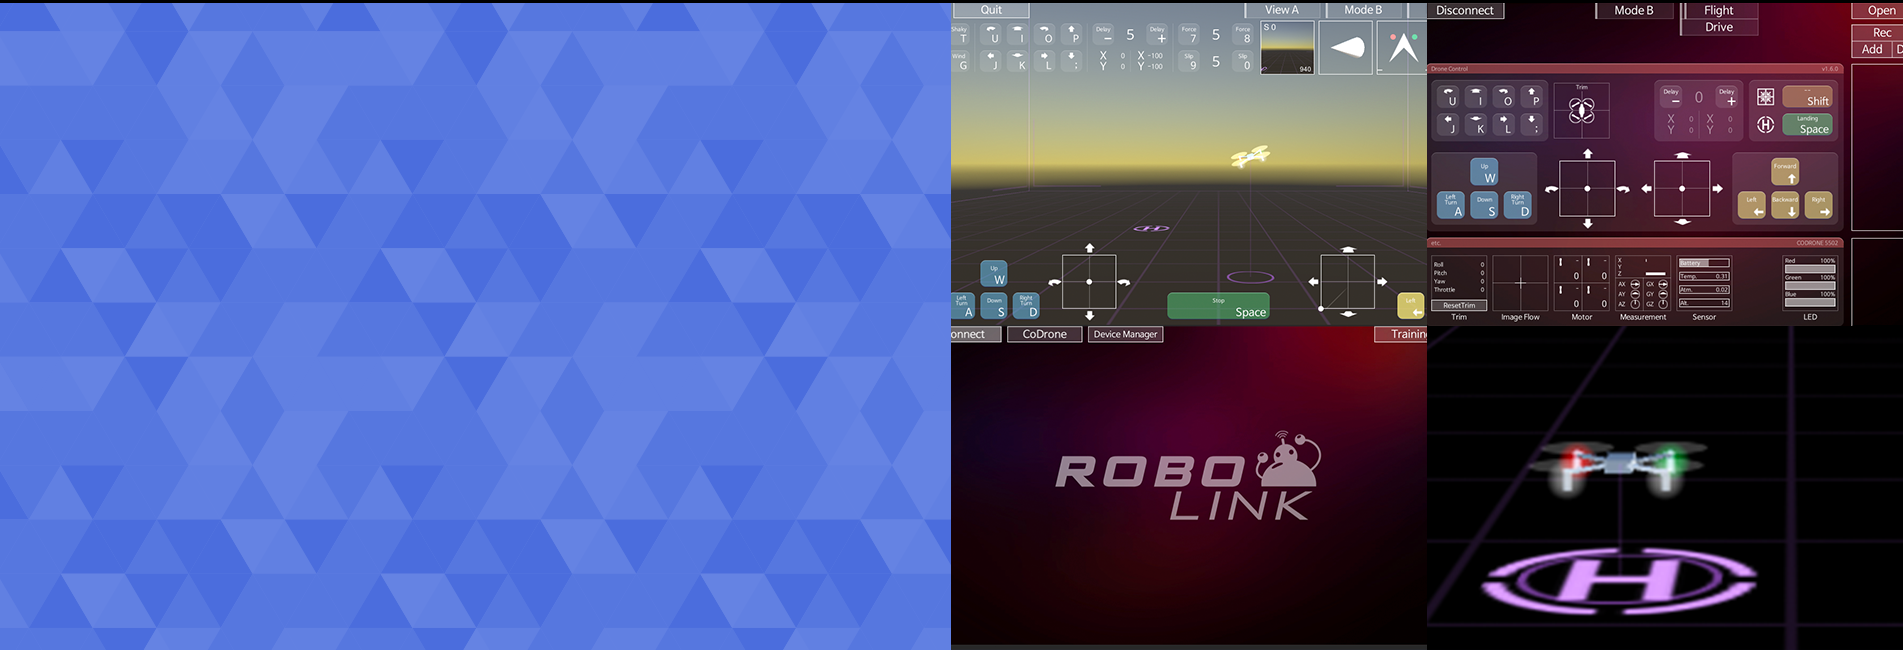 Quit
View A
Mode B
Shaky
T
U
I
O
P
Delay
−
5
Delay
+
Force
7
5
Force
8
S 0
940
Wind
G
J
K
L
;
X 0
Y 0
X -100
Y -100
Slip
9
5
Slip
0
Up
W
Left
Turn
A
Down
S
Right
Turn
D
Stop
Space
Left
Disconnect
Mode B
Flight
Drive
Open
Rec
Add
D
Drone Control
v1.6.0
U
I
O
P
J
K
L
;
Trim
Delay
−
0
Delay
+
X 0
Y 0
X 0
Y 0
--
Shift
Landing
Space
H
Up
W
Left
Turn
A
Down
S
Right
Turn
D
Forward
Left
Backward
Right
etc.
CODRONE 5502
Roll 0
Pitch 0
Yaw 0
Throttle 0
ResetTrim
Trim
Image Flow
- -
0 0
- -
0 0
Motor
X
Y
Z
AX GX
AY GY
AZ GZ
Measurement
Battery
Temp. 0.31
Atm. 0.02
Alt. 14
Sensor
Red 100%
Green 100%
Blue 100%
LED
onnect
CoDrone
Device Manager
Trainin
ROBO
LINK
H